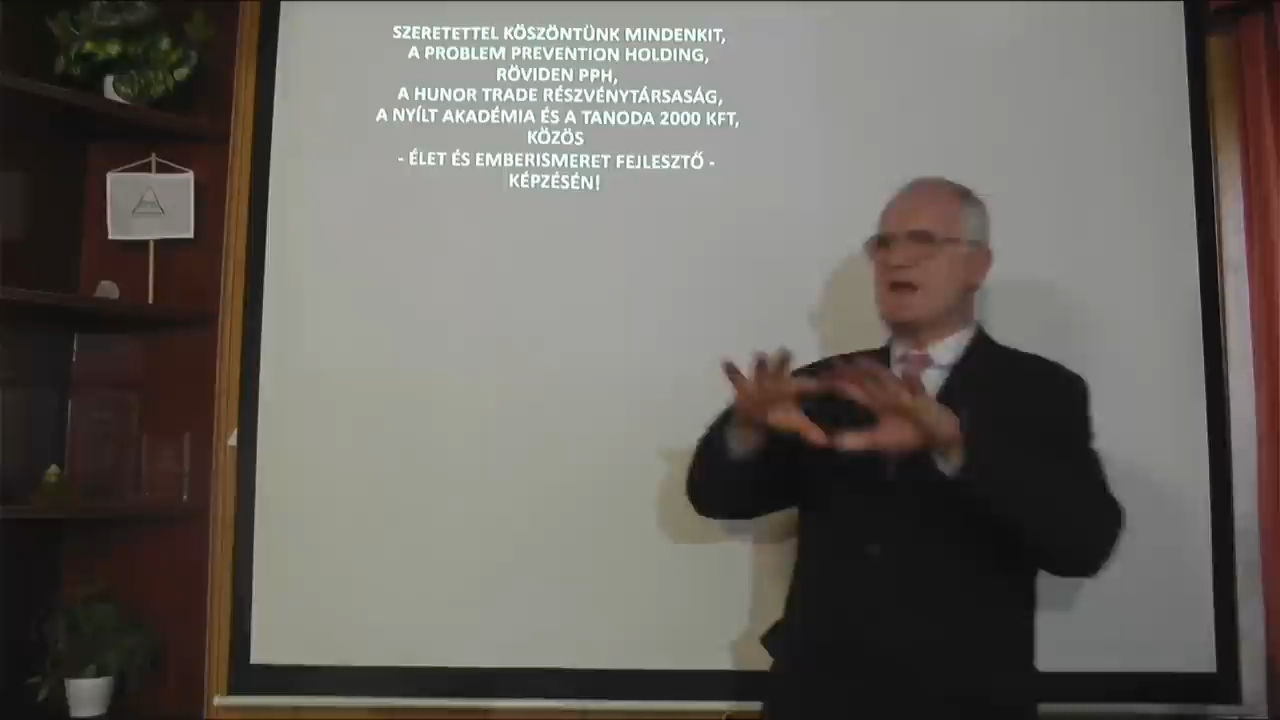 SZERETETTEL KÖSZÖNTÜNK MINDENKIT,
A PROBLEM PREVENTION HOLDING,
RÖVIDEN PPH,
A HUNOR TRADE RÉSZVÉNYTÁRSASÁG,
A NYÍLT AKADÉMIA ÉS A TANODA 2000 KFT,
KÖZÖS
- ÉLET ÉS EMBERISMERET FEJLESZTŐ -
KÉPZÉSÉN!